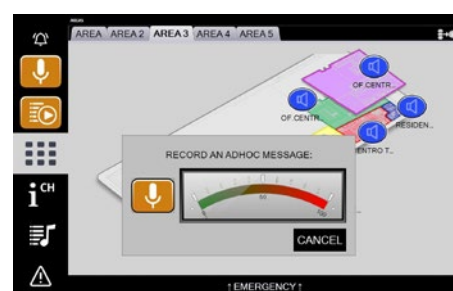 AREA AREA 2 AREA 3 AREA 4 AREA 5
OF.CENTR..
OF.CENTR..
RESIDEN..
ENTRO T..
RECORD AN ADHOC MESSAGE:
CANCEL
CH
↑ EMERGENCY ↑